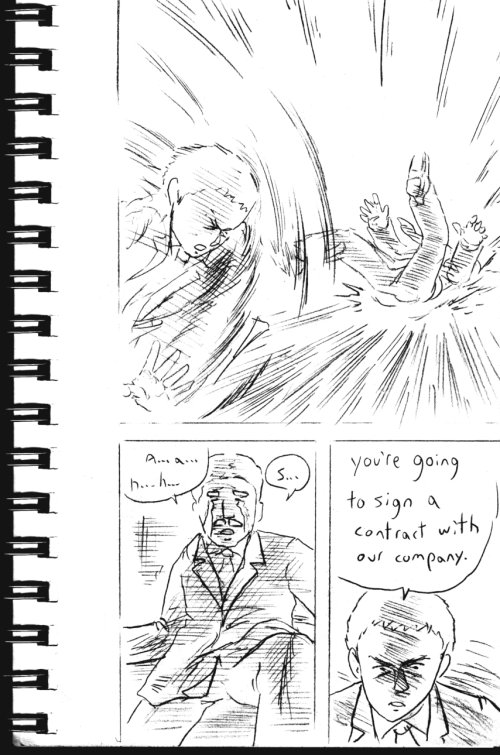 A... a...
h... h...
S...
you're going
to sign a
contract with
our company.